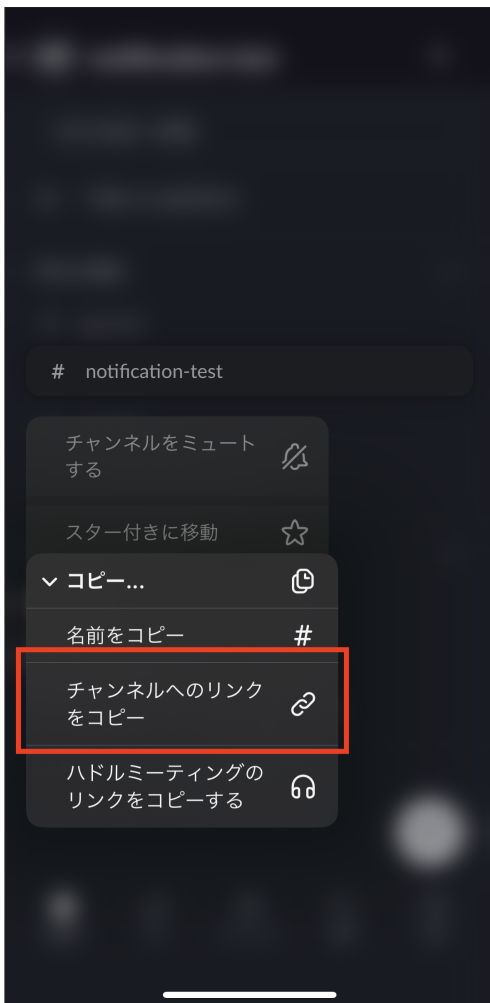 # notification-test
チャンネルをミュート
する
スター付きに移動
コピー...
名前をコピー #
チャンネルへのリンク
をコピー
ハドルミーティングの
リンクをコピーする